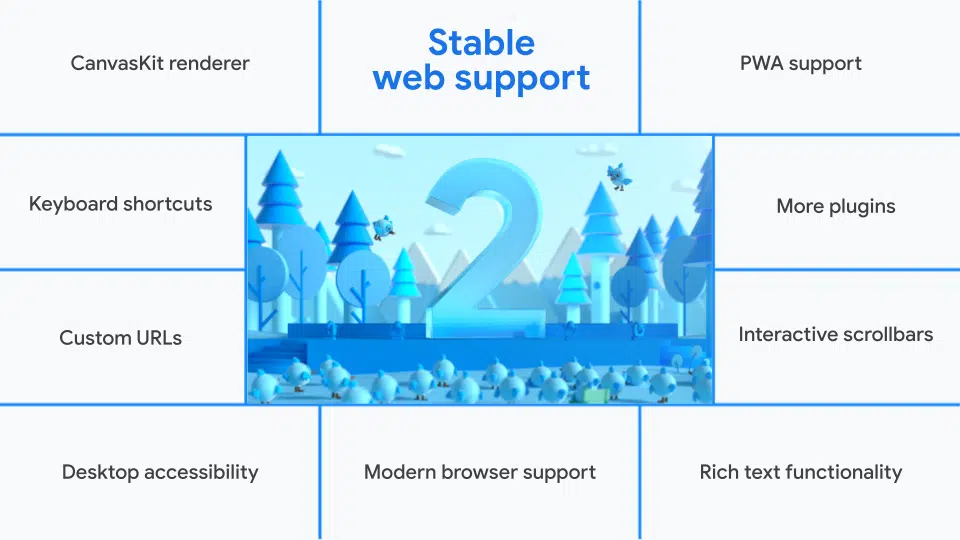 CanvasKit renderer
Stable
web support
PWA support
Keyboard shortcuts
2
More plugins
Custom URLs
Interactive scrollbars
Desktop accessibility
Modern browser support
Rich text functionality